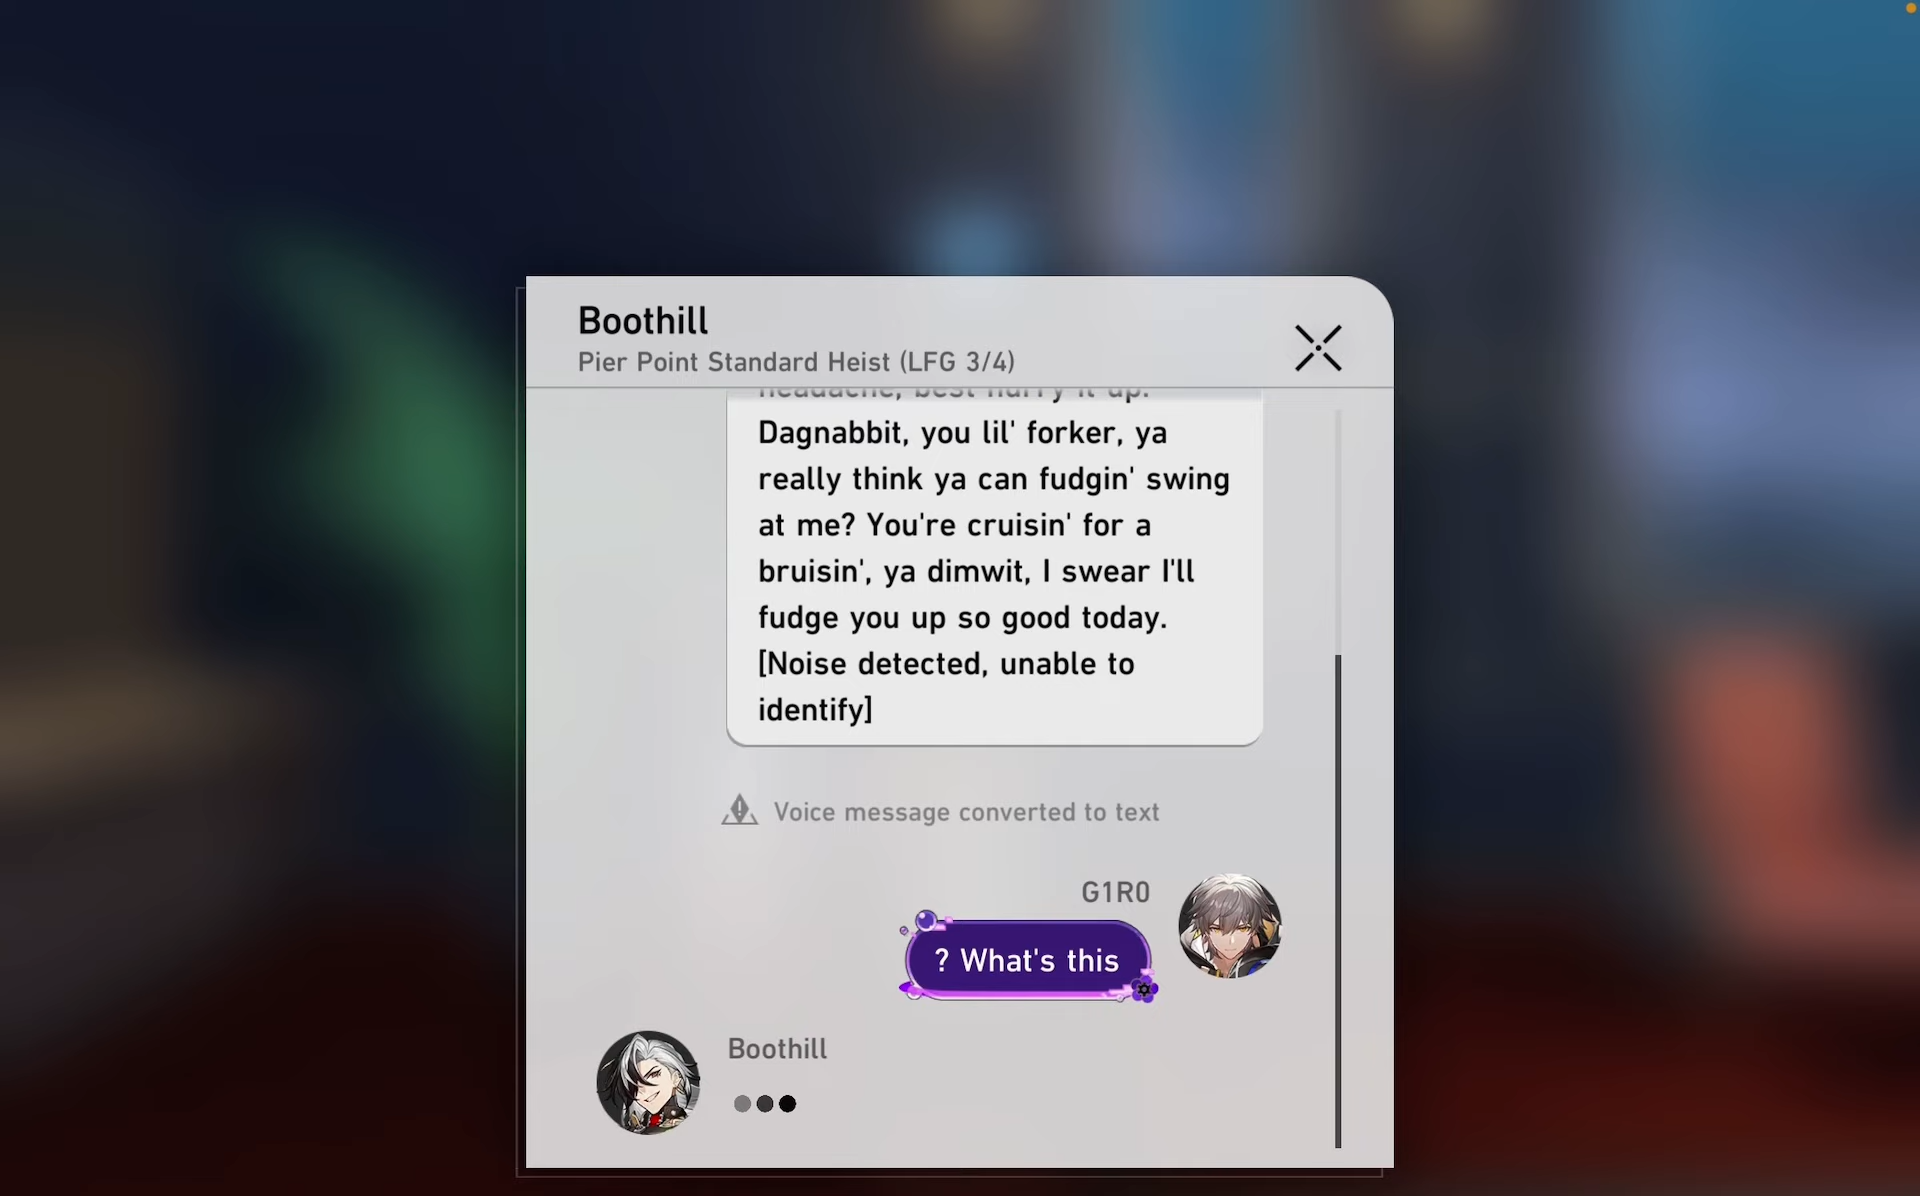 Boothill
Pier Point Standard Heist (LFG 3/4)
headache, best hurry it up.
Dagnabbit, you lil' forker, ya
really think ya can fudgin' swing
at me? You're cruisin' for a
bruisin', ya dimwit, I swear I'll
fudge you up so good today.
[Noise detected, unable to
identify]
Voice message converted to text
G1R0
? What's this
Boothill